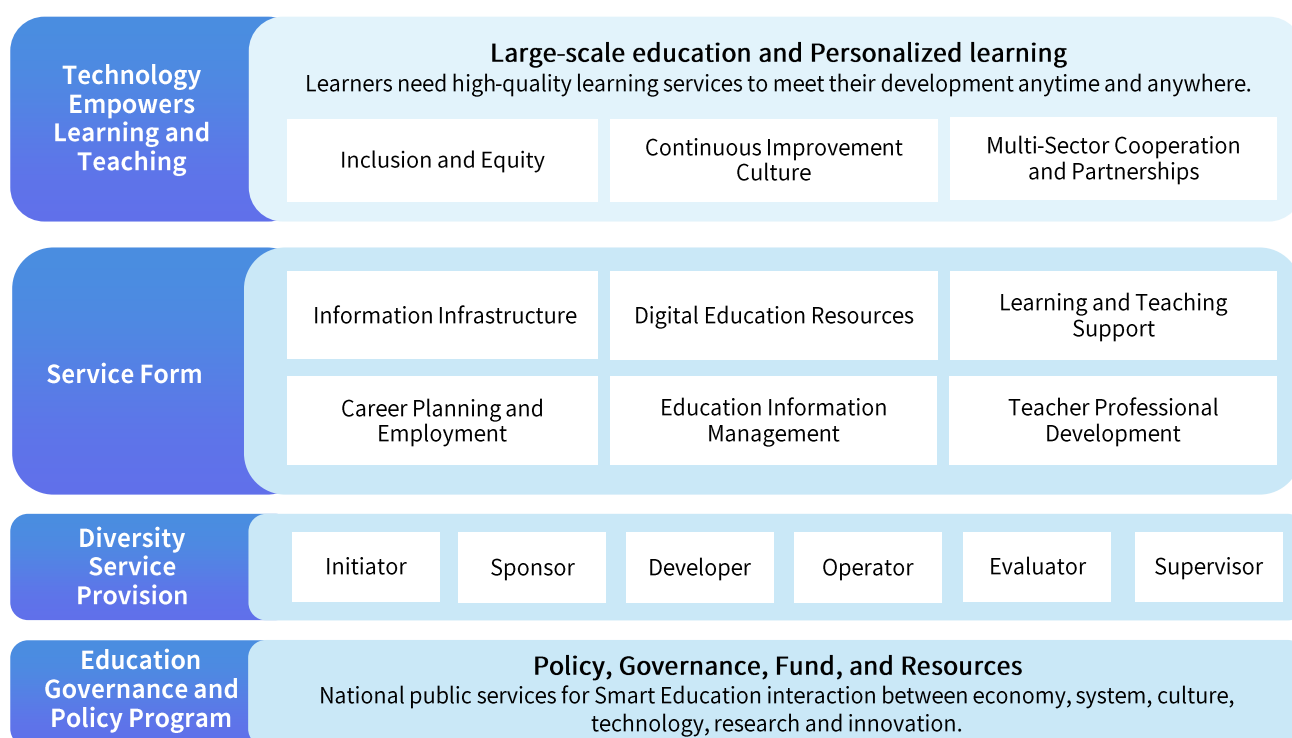 Technology
Empowers
Learning and
Teaching
Large-scale education and Personalized learning
Learners need high-quality learning services to meet their development anytime and anywhere.
Inclusion and Equity
Continuous Improvement
Culture
Multi-Sector Cooperation
and Partnerships
Service Form
Information Infrastructure
Digital Education Resources
Learning and Teaching
Support
Career Planning and
Employment
Education Information
Management
Teacher Professional
Development
Diversity
Service
Provision
Initiator
Sponsor
Developer
Operator
Evaluator
Supervisor
Education
Governance and
Policy Program
Policy, Governance, Fund, and Resources
National public services for Smart Education interaction between economy, system, culture,
technology, research and innovation.